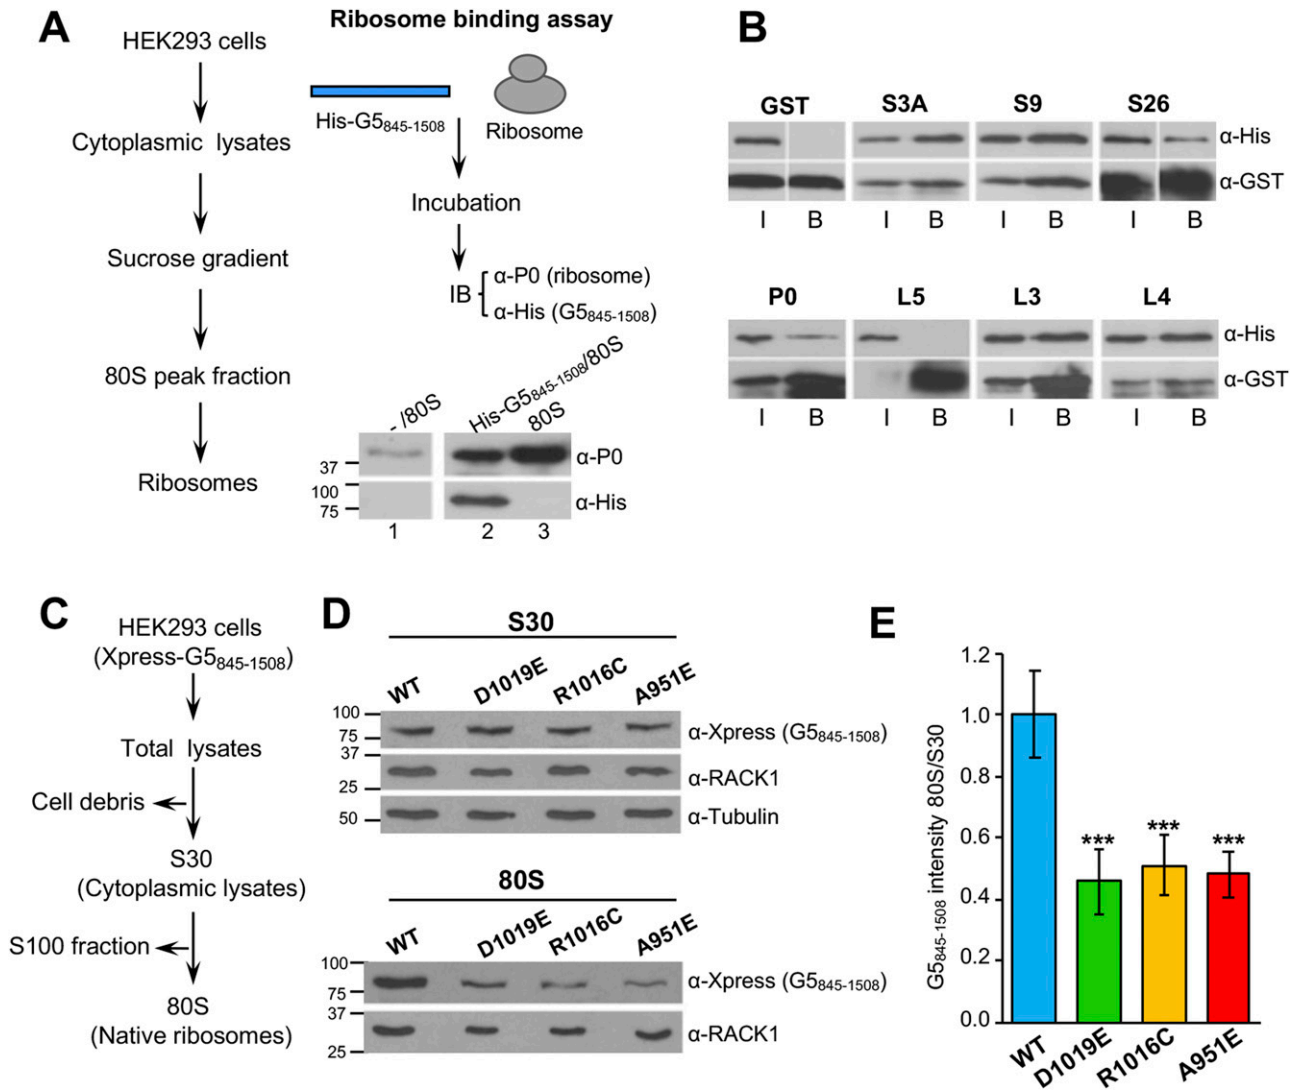 A
HEK293 cells
Cytoplasmic lysates
Sucrose gradient
80S peak fraction
Ribosomes
Ribosome binding assay
His-G5845-1508
Ribosome
Incubation
IB
α-P0 (ribosome)
α-His (G5845-1508)
- /80S
His-G5845-1508/80S
80S
37
α-P0
100
75
α-His
1 2 3
B
GST S3A S9 S26
α-His
α-GST
I B I B I B I B
P0 L5 L3 L4
α-His
α-GST
I B I B I B I B
C
HEK293 cells
(Xpress-G5845-1508)
Total lysates
Cell debris
S30
(Cytoplasmic lysates)
S100 fraction
80S
(Native ribosomes)
D
S30
WT D1019E R1016C A951E
100
75
α-Xpress (G5845-1508)
37
25
α-RACK1
50
α-Tubulin
80S
WT D1019E R1016C A951E
100
75
α-Xpress (G5845-1508)
37
25
α-RACK1
E
G5845-1508 intensity 80S/S30
1.2
1.0
0.8
0.6
0.4
0.2
0.0
*** *** ***
WT D1019E R1016C A951E